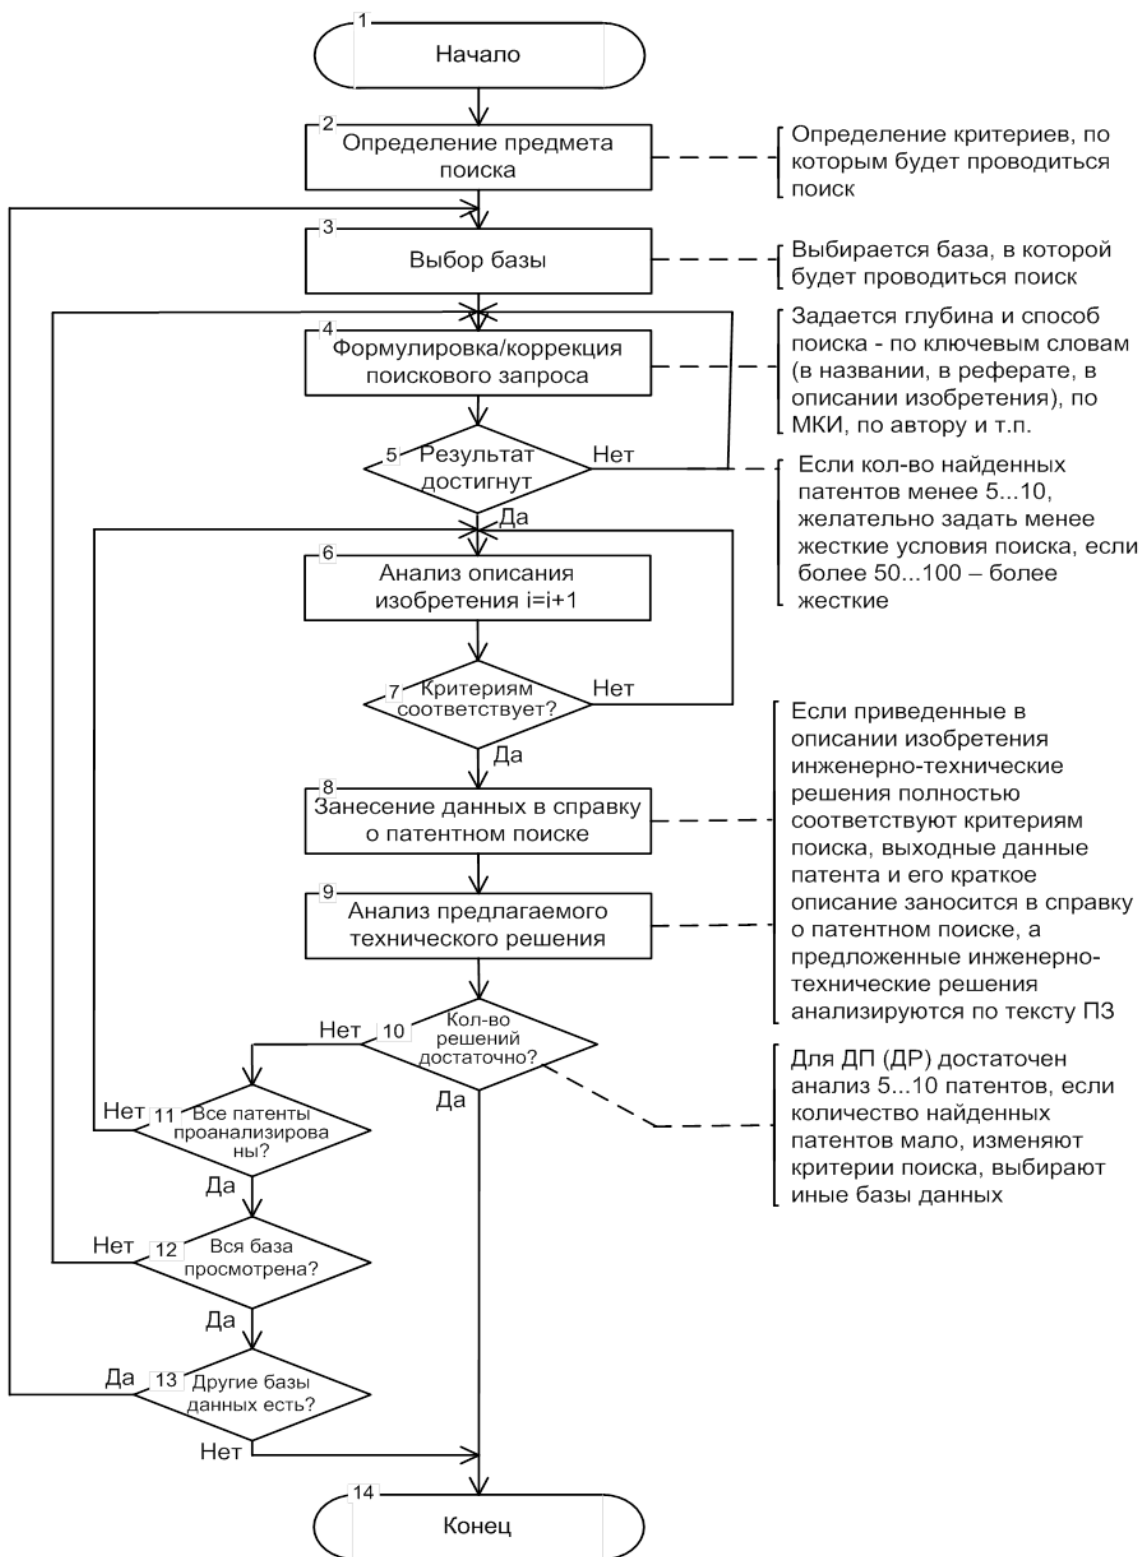 1
Начало
2
Определение предмета
поиска
Определение критериев, по
которым будет проводиться
поиск
3
Выбор базы
Выбирается база, в которой
будет проводиться поиск
4
Формулировка/коррекция
поискового запроса
Задается глубина и способ
поиска - по ключевым словам
(в названии, в реферате, в
описании изобретения), по
МКИ, по автору и т.п.
5
Результат
достигнут
Нет
Да
Если кол-во найденных
патентов менее 5...10,
желательно задать менее
жесткие условия поиска, если
более 50...100 – более
жесткие
6
Анализ описания
изобретения i=i+1
7
Критериям
соответствует?
Нет
Да
8
Занесение данных в справку
о патентном поиске
9
Анализ предлагаемого
технического решения
Если приведенные в
описании изобретения
инженерно-технические
решения полностью
соответствуют критериям
поиска, выходные данные
патента и его краткое
описание заносится в справку
о патентном поиске, а
предложенные инженерно-
технические решения
анализируются по тексту ПЗ
Нет
10
Кол-во
решений
достаточно?
Да
Для ДП (ДР) достаточен
анализ 5...10 патентов, если
количество найденных
патентов мало, изменяют
критерии поиска, выбирают
иные базы данных
Нет
11
Все патенты
проанализирова
ны?
Да
Нет
12
Вся база
просмотрена?
Да
Да
13
Другие базы
данных есть?
Нет
14
Конец